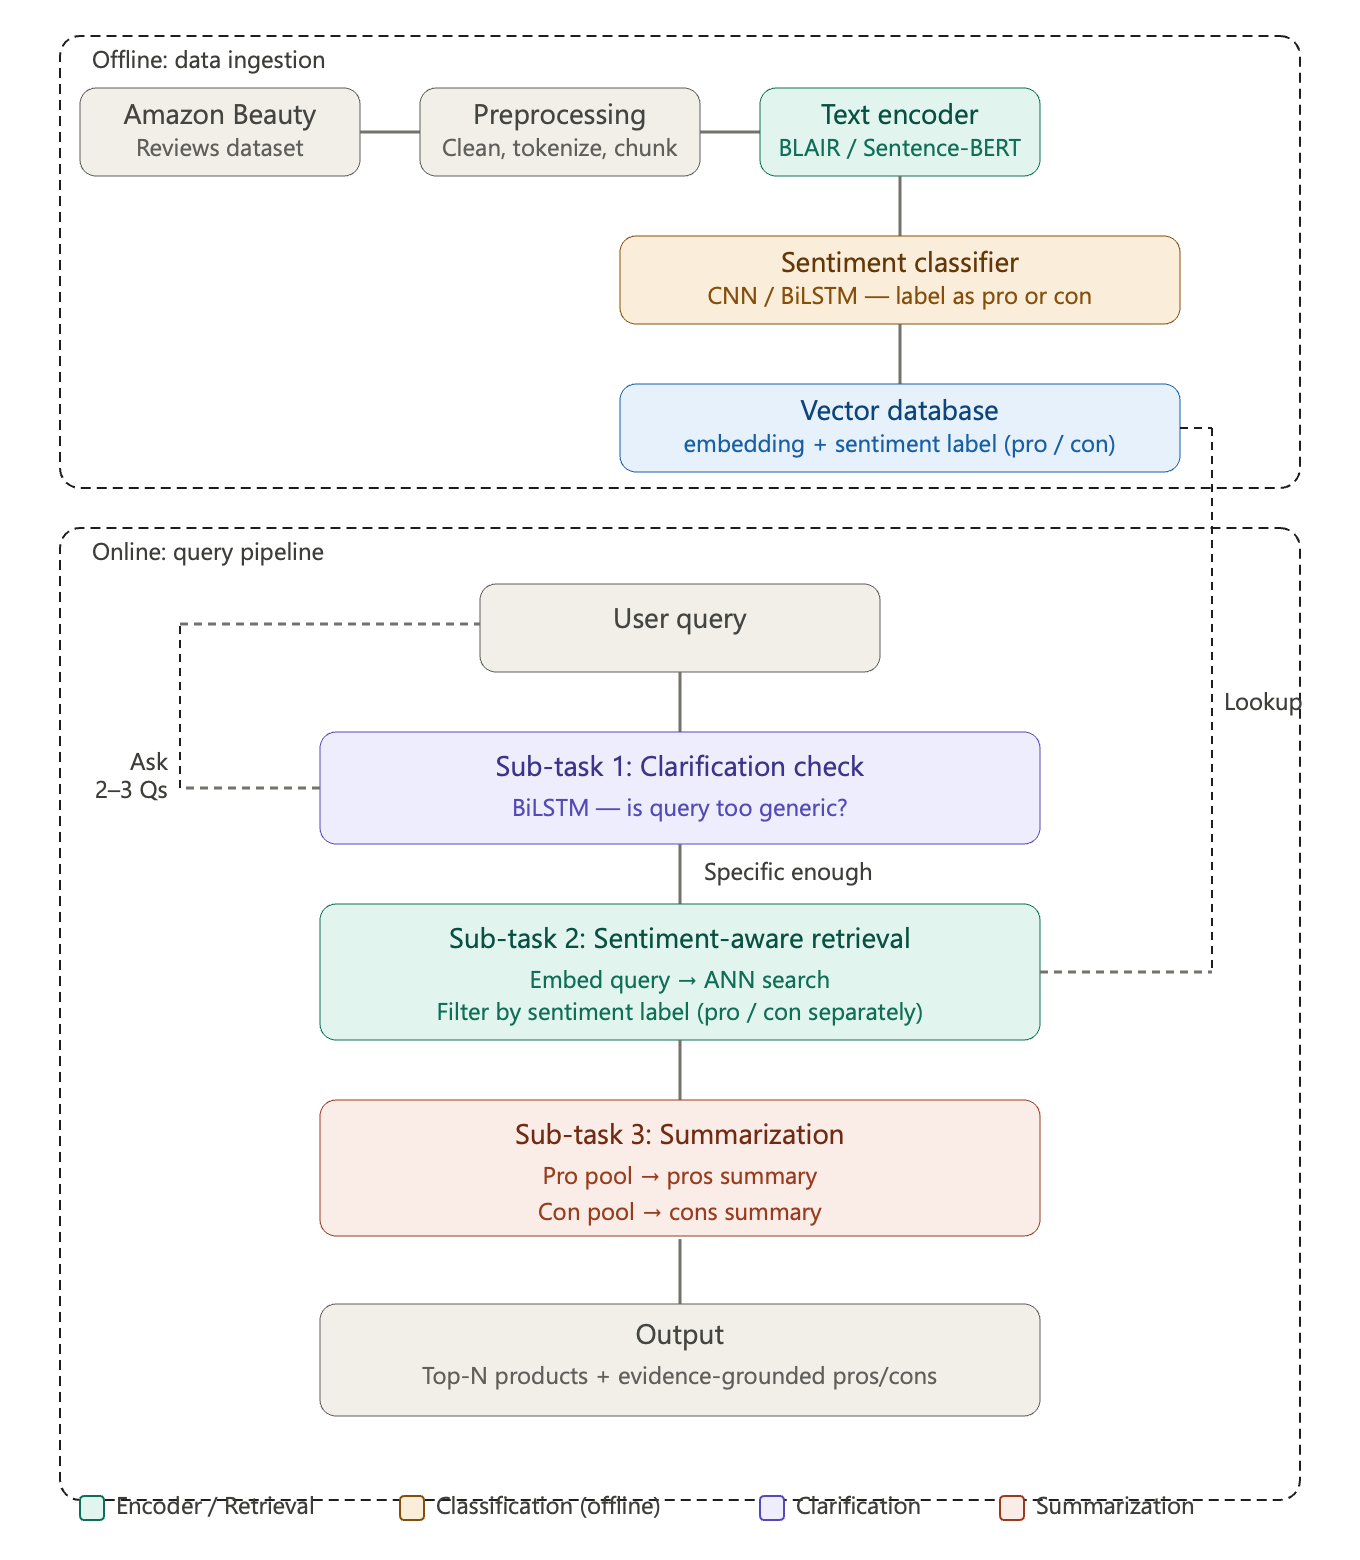 Offline: data ingestion
Amazon Beauty
Reviews dataset
Preprocessing
Clean, tokenize, chunk
Text encoder
BLAIR / Sentence-BERT
Sentiment classifier
CNN / BiLSTM — label as pro or con
Vector database
embedding + sentiment label (pro / con)
Online: query pipeline
User query
Lookup
Ask
2–3 Qs
Sub-task 1: Clarification check
BiLSTM — is query too generic?
Specific enough
Sub-task 2: Sentiment-aware retrieval
Embed query → ANN search
Filter by sentiment label (pro / con separately)
Sub-task 3: Summarization
Pro pool → pros summary
Con pool → cons summary
Output
Top-N products + evidence-grounded pros/cons
Encoder / Retrieval
Classification (offline)
Clarification
Summarization